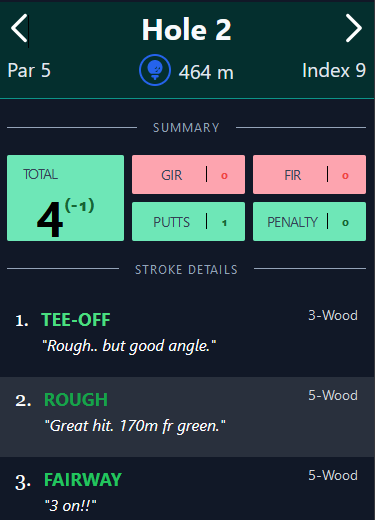 Hole 2
Par 5
464 m
Index 9
SUMMARY
TOTAL
4(-1)
GIR | 0
FIR | 0
PUTTS | 1
PENALTY | 0
STROKE DETAILS
1. TEE-OFF
3-Wood
"Rough.. but good angle."
2. ROUGH
5-Wood
"Great hit. 170m fr green."
3. FAIRWAY
5-Wood
"3 on!!"